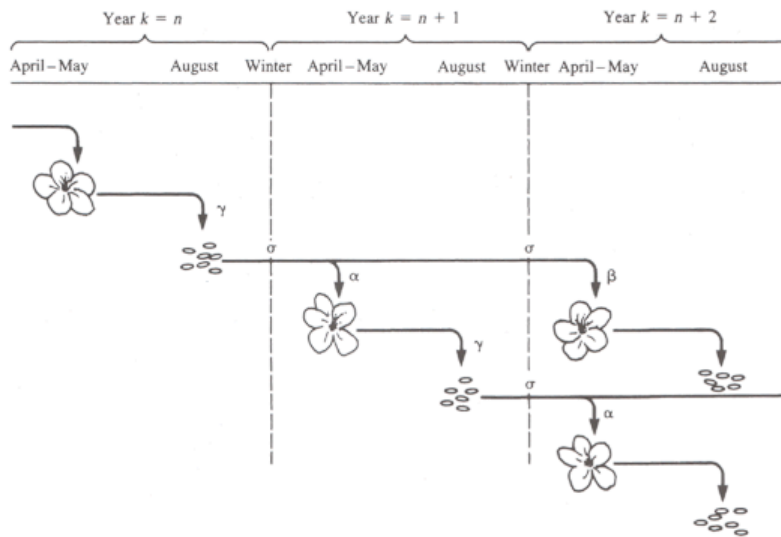 Year k = n Year k = n + 1 Year k = n + 2
April – May August Winter April – May August Winter April – May August
γ
σ σ
α β
γ
σ
α